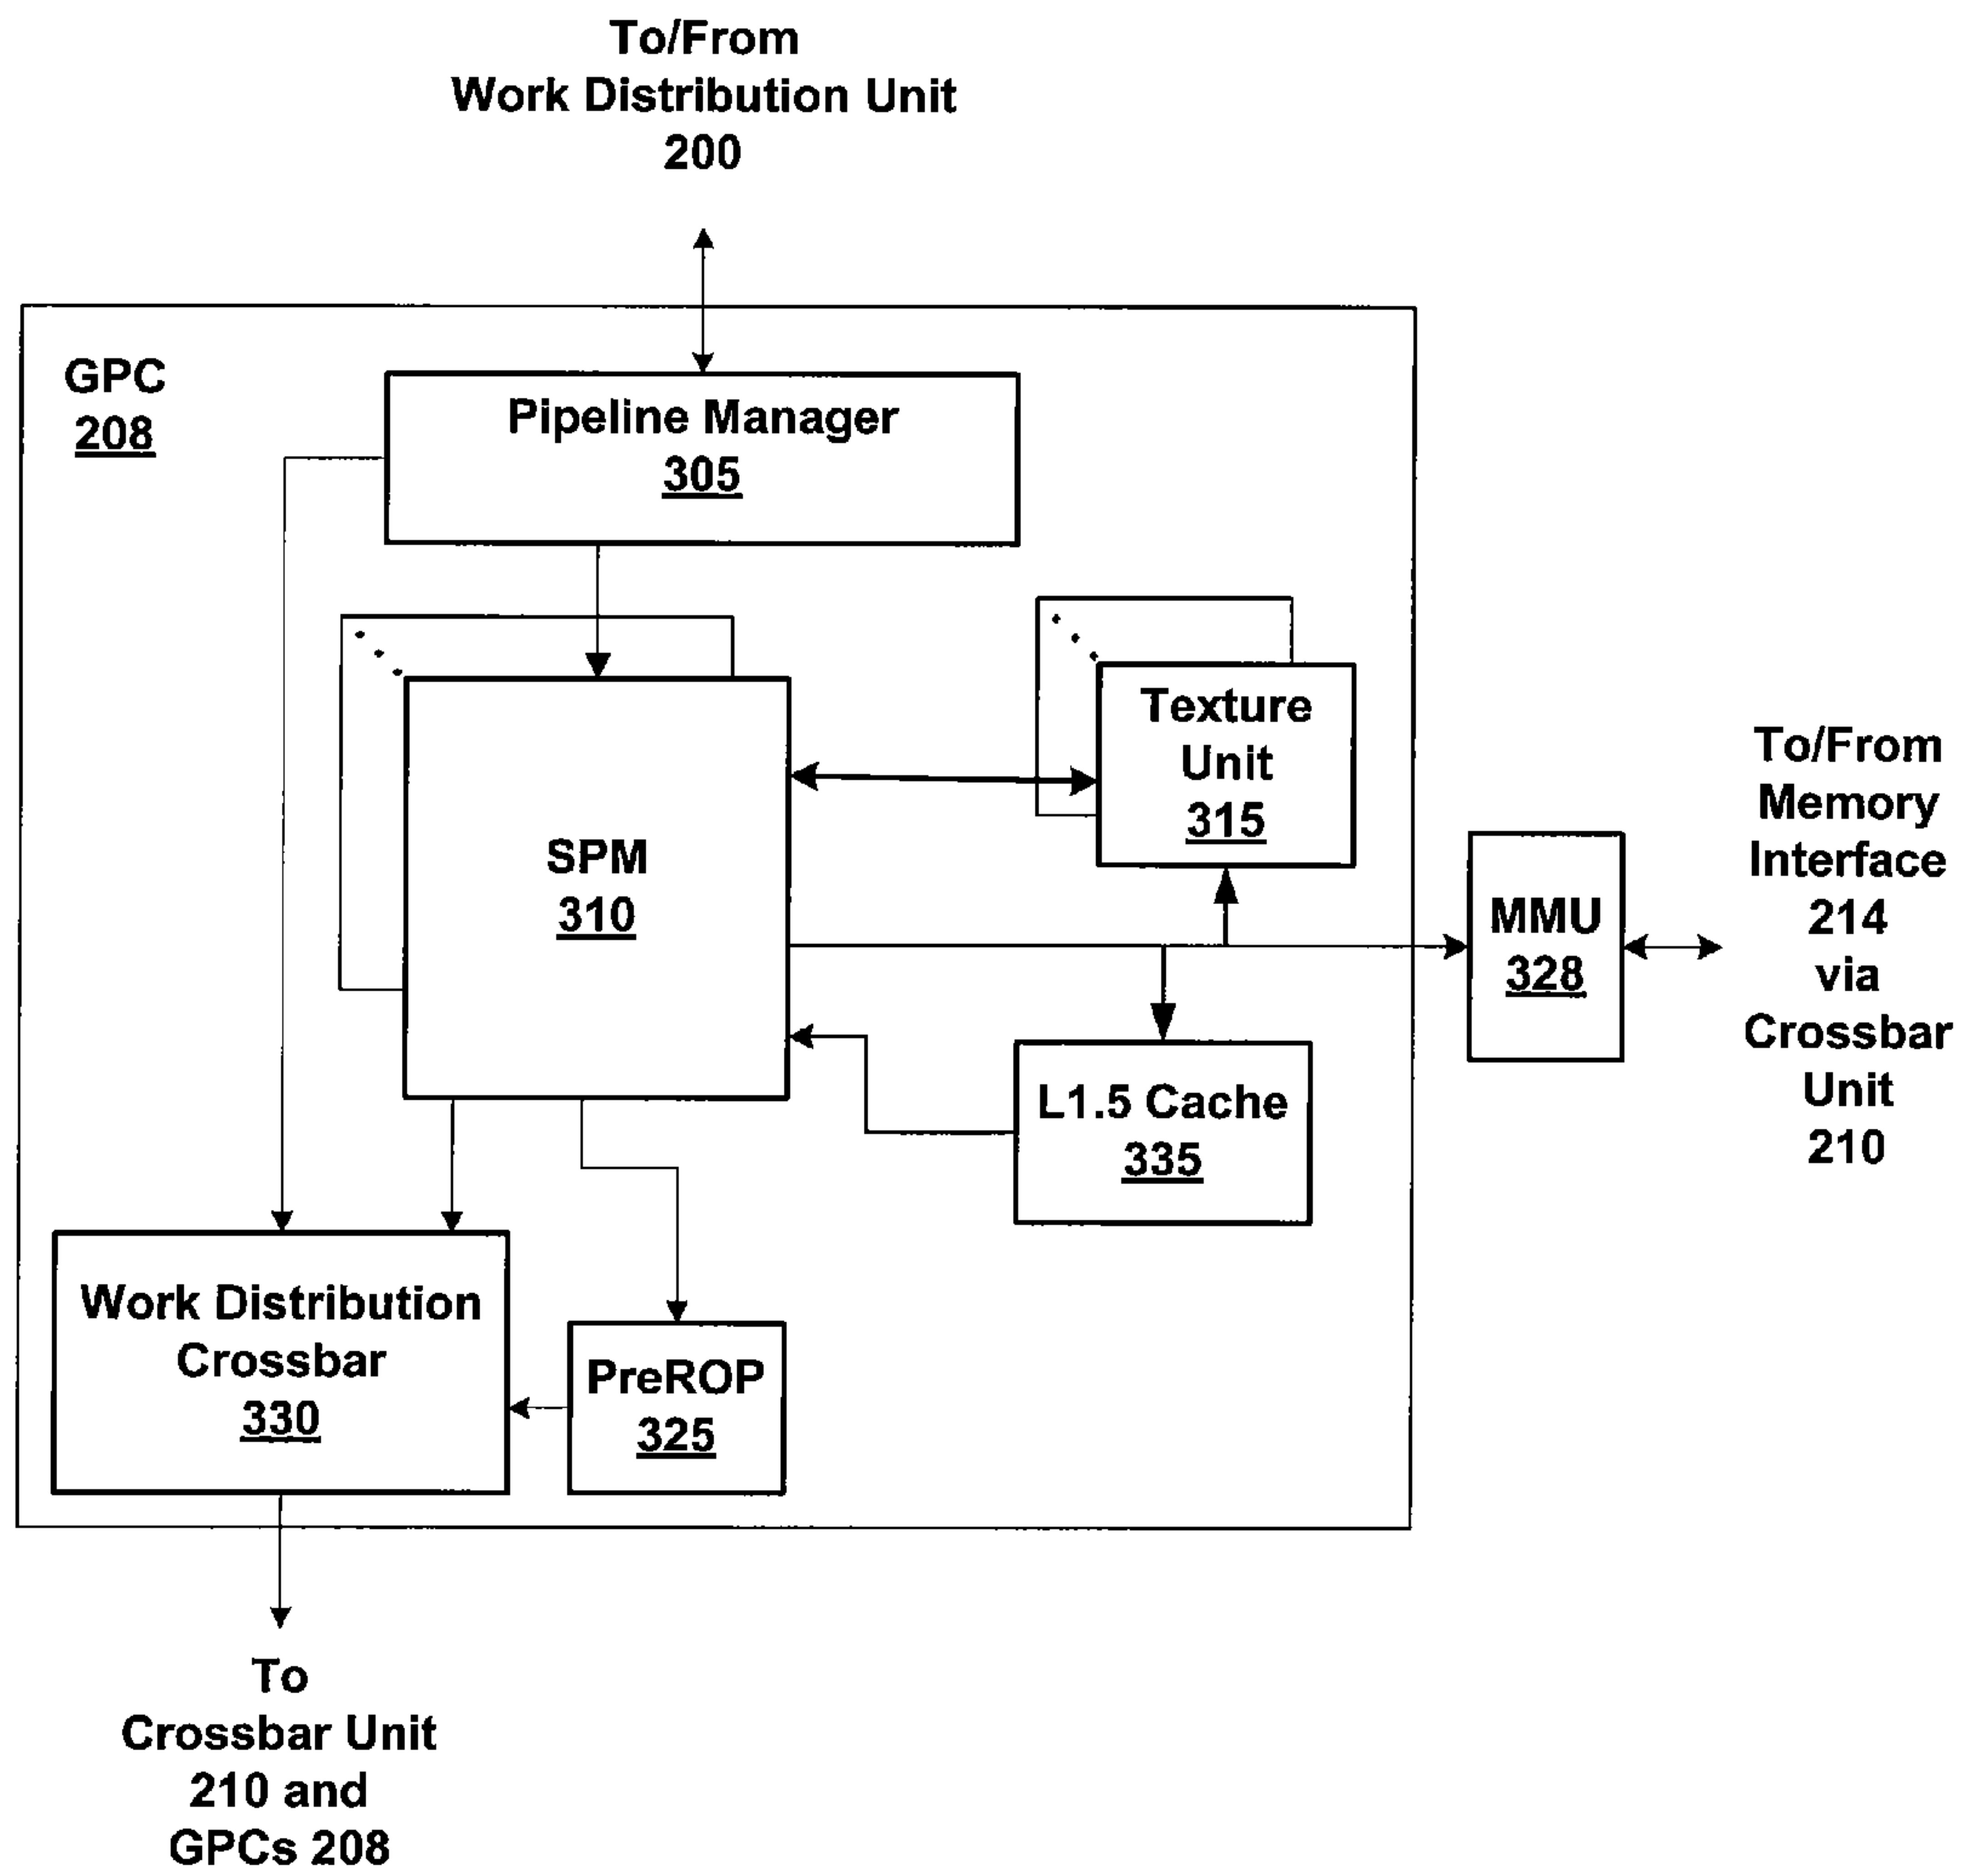 To/From
Work Distribution Unit
200
GPC
208
Pipeline Manager
305
Texture
Unit
315
SPM
310
To/From
Memory
Interface
214
via
Crossbar
Unit
210
MMU
328
L1.5 Cache
335
Work Distribution
Crossbar
330
PreROP
325
To
Crossbar Unit
210 and
GPCs 208